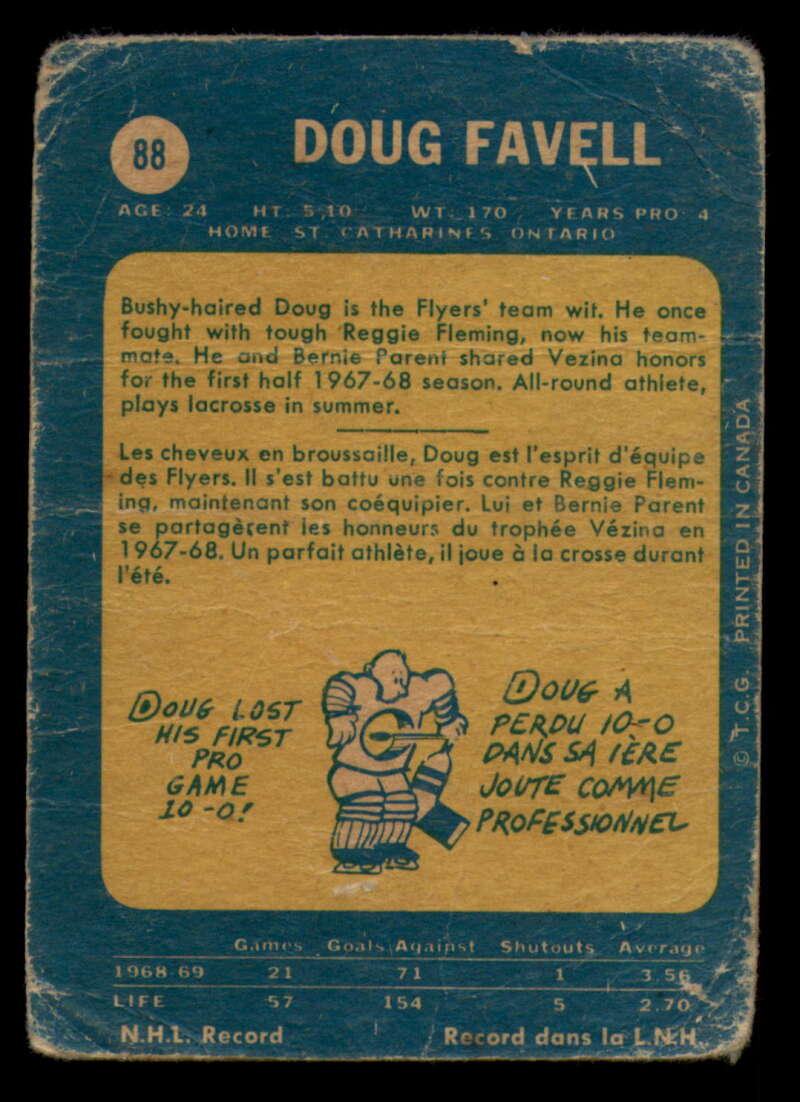 88
DOUG FAVELL
AGE: 24 HT: 5.10 WT: 170 YEARS PRO: 4
HOME ST. CATHARINES ONTARIO
Bushy-haired Doug is the Flyers' team wit. He once
fought with tough Reggie Fleming, now his team-
mate. He and Bernie Parent shared Vezina honors
for the first half 1967-68 season. All-round athlete,
plays lacrosse in summer.
Les cheveux en broussaille, Doug est l'esprit d'équipe
des Flyers. Il s'est battu une fois contre Reggie Flem-
ing, maintenant son coéquipier. Lui et Bernie Parent
se partagèrent les honneurs du trophée Vézina en
1967-68. Un parfait athlète, il joue à la crosse durant
l'été.
DOUG LOST
HIS FIRST
PRO
GAME
10-0!
DOUG A
PERDU 10-0
DANS SA 1ÈRE
JOUTE COMME
PROFESSIONNEL
© T.C.G. PRINTED IN CANADA
Games Goals Against Shutouts Average
1968-69 21 71 1 3.56
LIFE 57 154 5 2.70
N.H.L. Record Record dans la L.N.H.